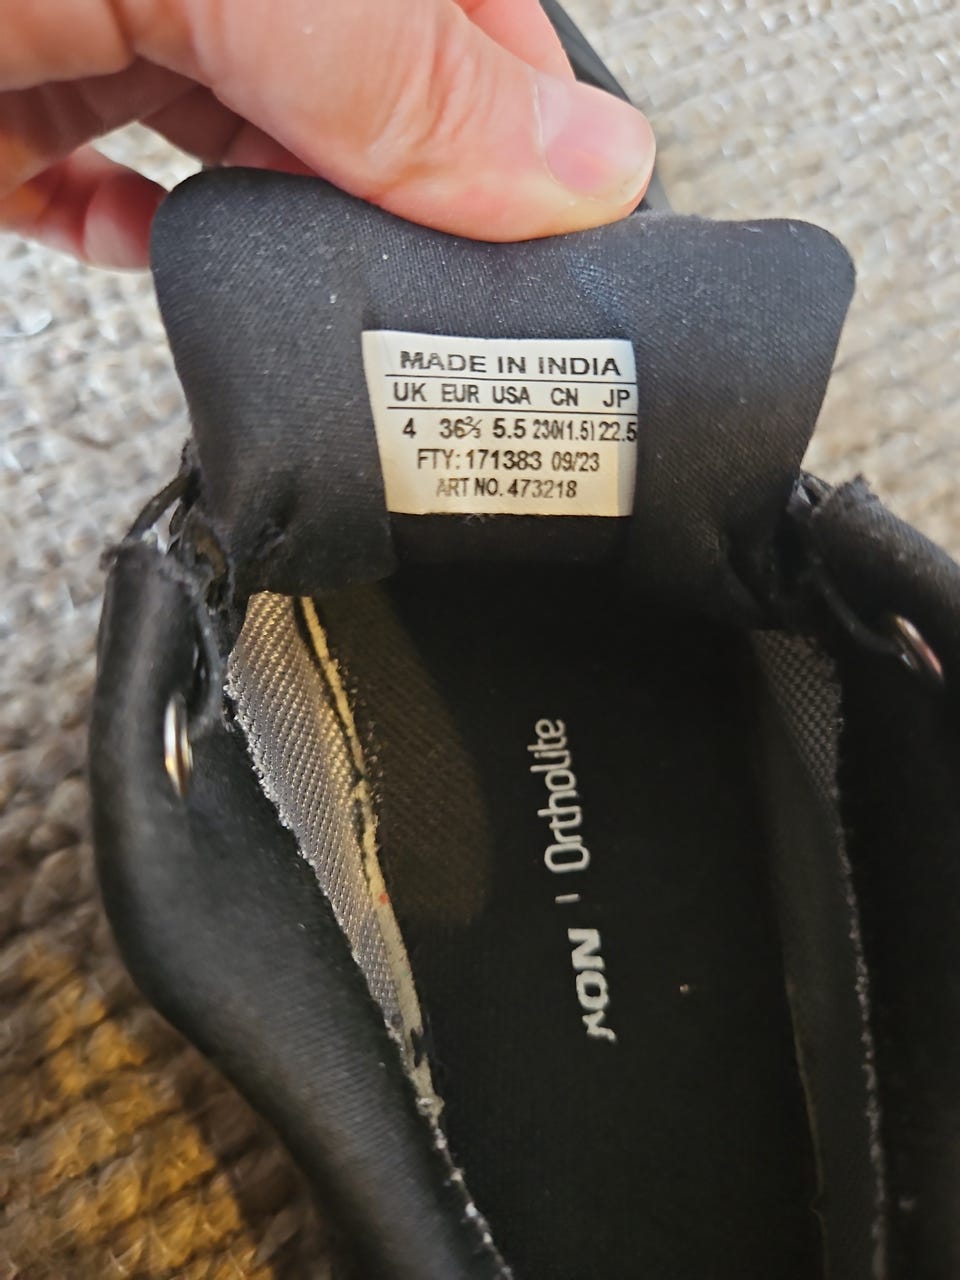 MADE IN INDIA
UK EUR USA CN JP
4 36⅔ 5.5 230(1.5) 22.5
FTY: 171383 09/23
ART NO. 473218
Ortholite